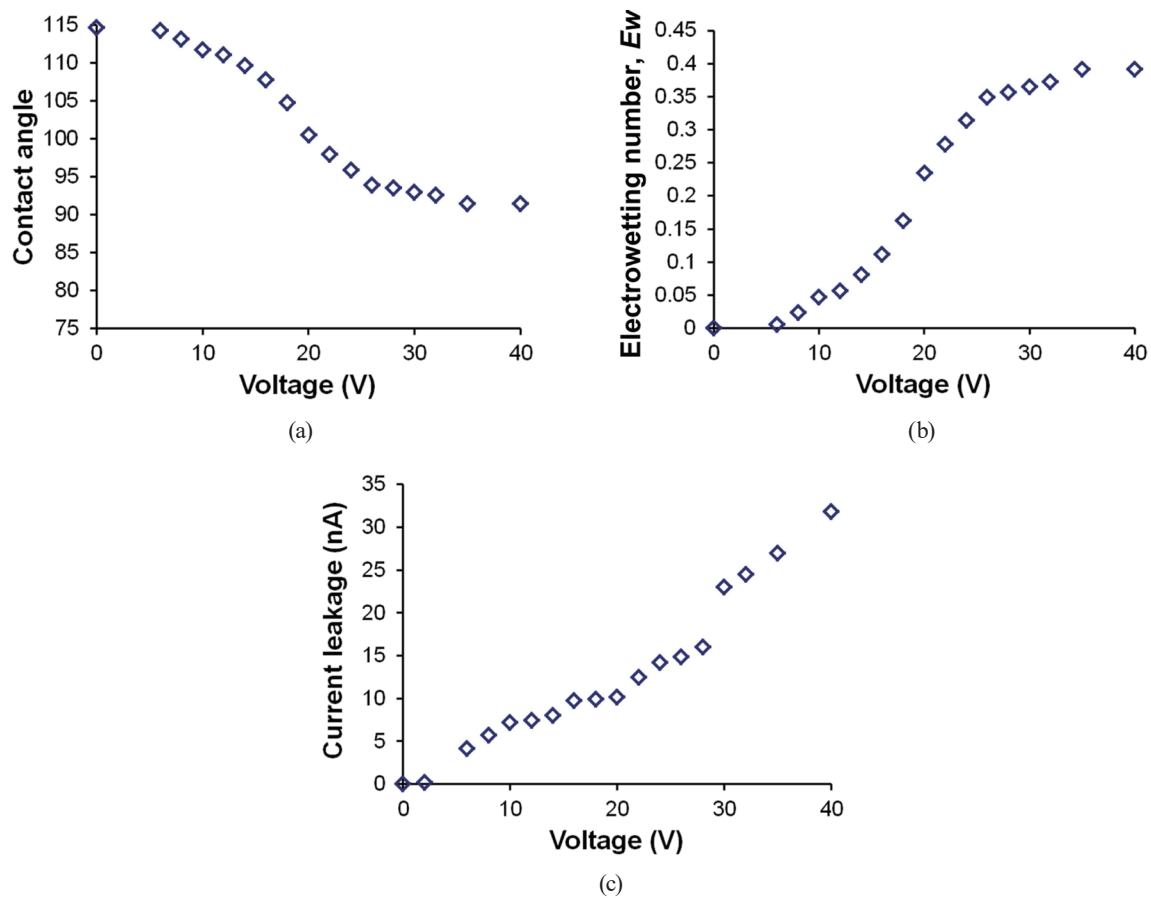 115
110
105
100
95
90
85
80
75
Contact angle
0 10 20 30 40
Voltage (V)
(a)
0.45
0.4
0.35
0.3
0.25
0.2
0.15
0.1
0.05
0
Electrowetting number, Ew
0 10 20 30 40
Voltage (V)
(b)
35
30
25
20
15
10
5
0
Current leakage (nA)
0 10 20 30 40
Voltage (V)
(c)